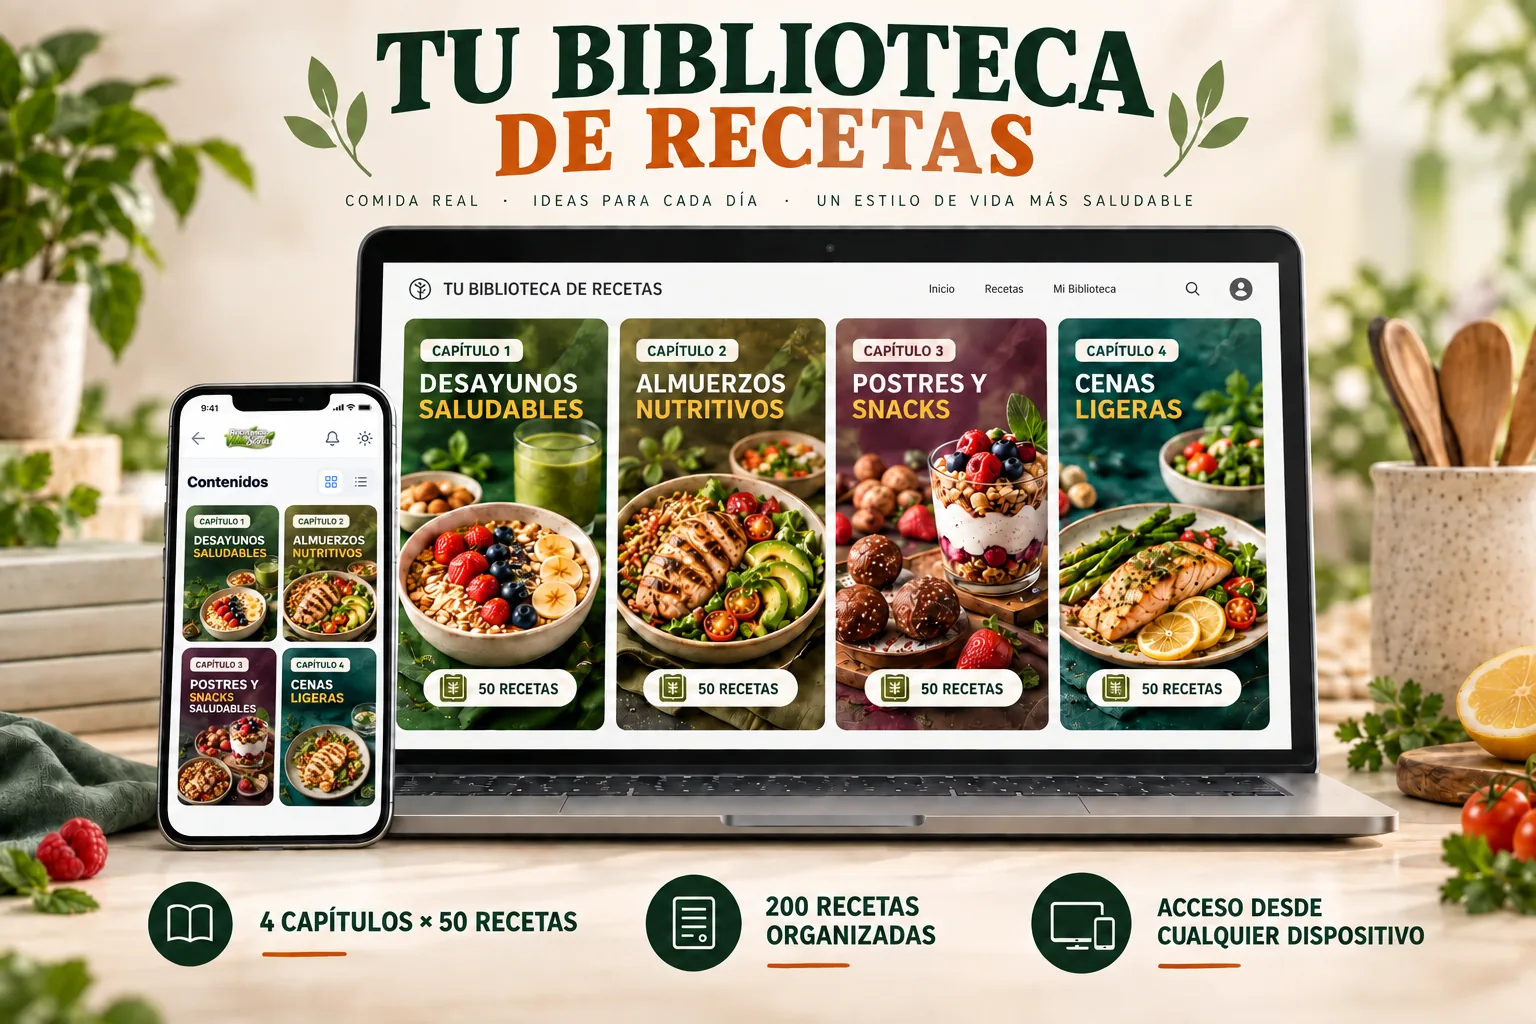 TU BIBLIOTECA
DE RECETAS
COMIDA REAL · IDEAS PARA CADA DÍA · UN ESTILO DE VIDA MÁS SALUDABLE
TU BIBLIOTECA DE RECETAS
Inicio
Recetas
Mi Biblioteca
CAPÍTULO 1
DESAYUNOS
SALUDABLES
50 RECETAS
CAPÍTULO 2
ALMUERZOS
NUTRITIVOS
50 RECETAS
CAPÍTULO 3
POSTRES Y
SNACKS
50 RECETAS
CAPÍTULO 4
CENAS
LIGERAS
50 RECETAS
9:41
Contenidos
CAPÍTULO 1
DESAYUNOS
SALUDABLES
CAPÍTULO 2
ALMUERZOS
NUTRITIVOS
CAPÍTULO 3
POSTRES Y
SNACKS
SALUDABLES
CAPÍTULO 4
CENAS
LIGERAS
4 CAPÍTULOS × 50 RECETAS
200 RECETAS
ORGANIZADAS
ACCESO DESDE
CUALQUIER DISPOSITIVO